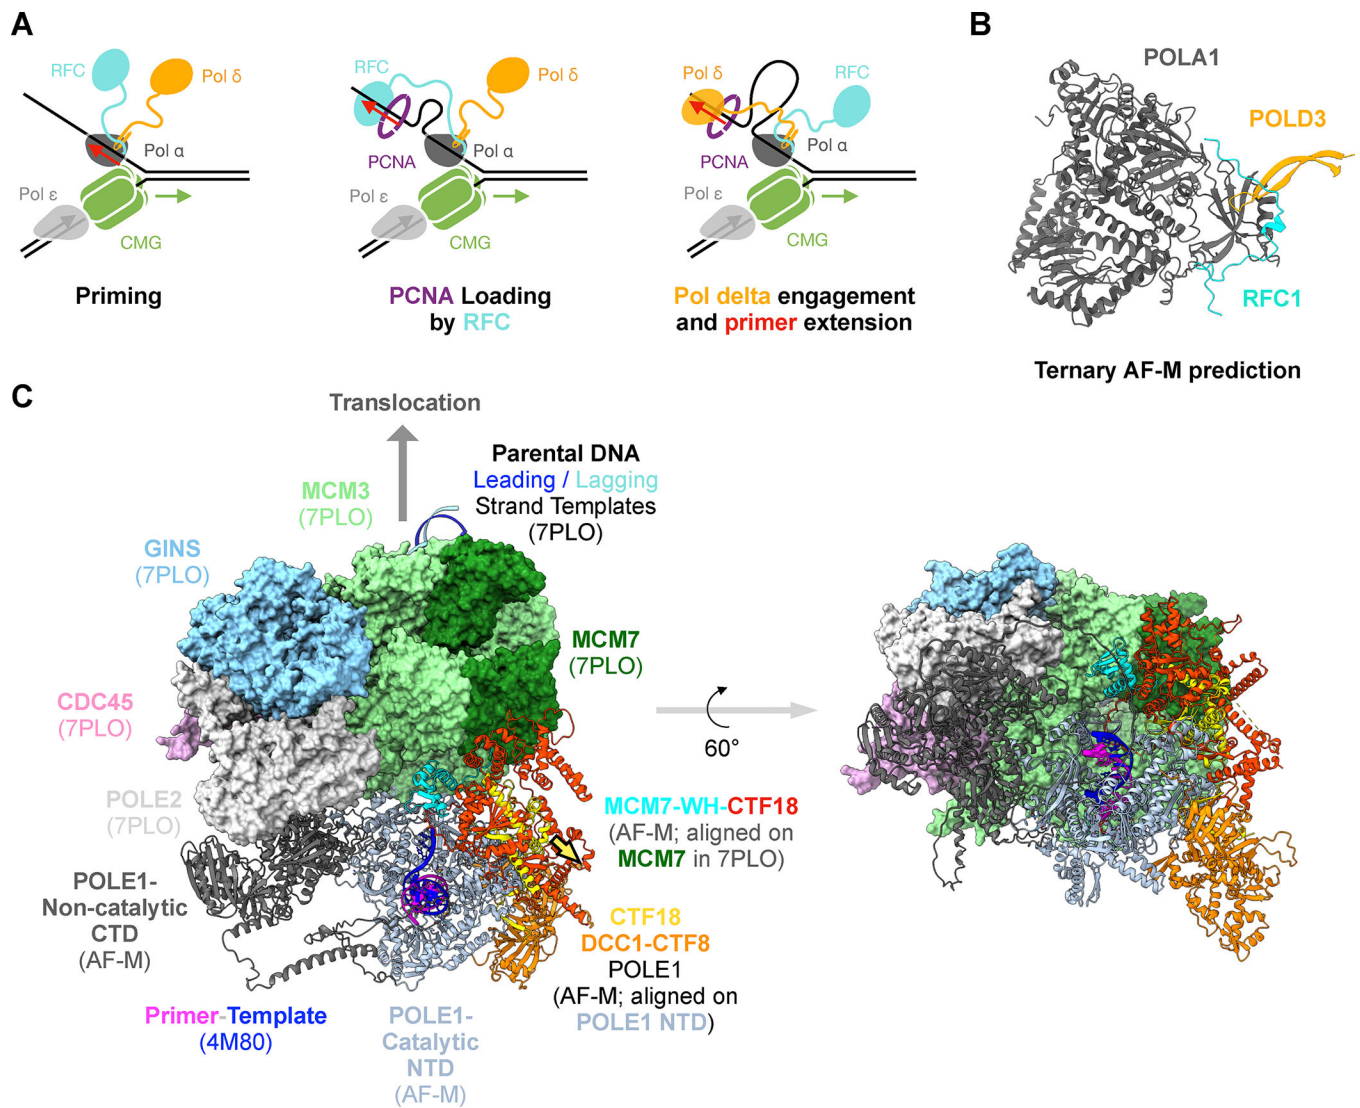 A
RFC
Pol δ
Pol α
Pol ε
CMG
Priming
RFC
Pol δ
PCNA
Pol α
Pol ε
CMG
PCNA Loading
by RFC
Pol δ
RFC
PCNA
Pol α
Pol ε
CMG
Pol delta engagement
and primer extension
B
POLA1
POLD3
RFC1
Ternary AF-M prediction
C
Translocation
Parental DNA
Leading / Lagging
Strand Templates
(7PLO)
MCM3
(7PLO)
GINS
(7PLO)
MCM7
(7PLO)
CDC45
(7PLO)
60°
POLE2
(7PLO)
MCM7-WH-CTF18
(AF-M; aligned on
MCM7 in 7PLO)
POLE1-
Non-catalytic
CTD
(AF-M)
CTF18
DCC1-CTF8
POLE1
(AF-M; aligned on
POLE1 NTD)
Primer-Template
(4M80)
POLE1-
Catalytic
NTD
(AF-M)